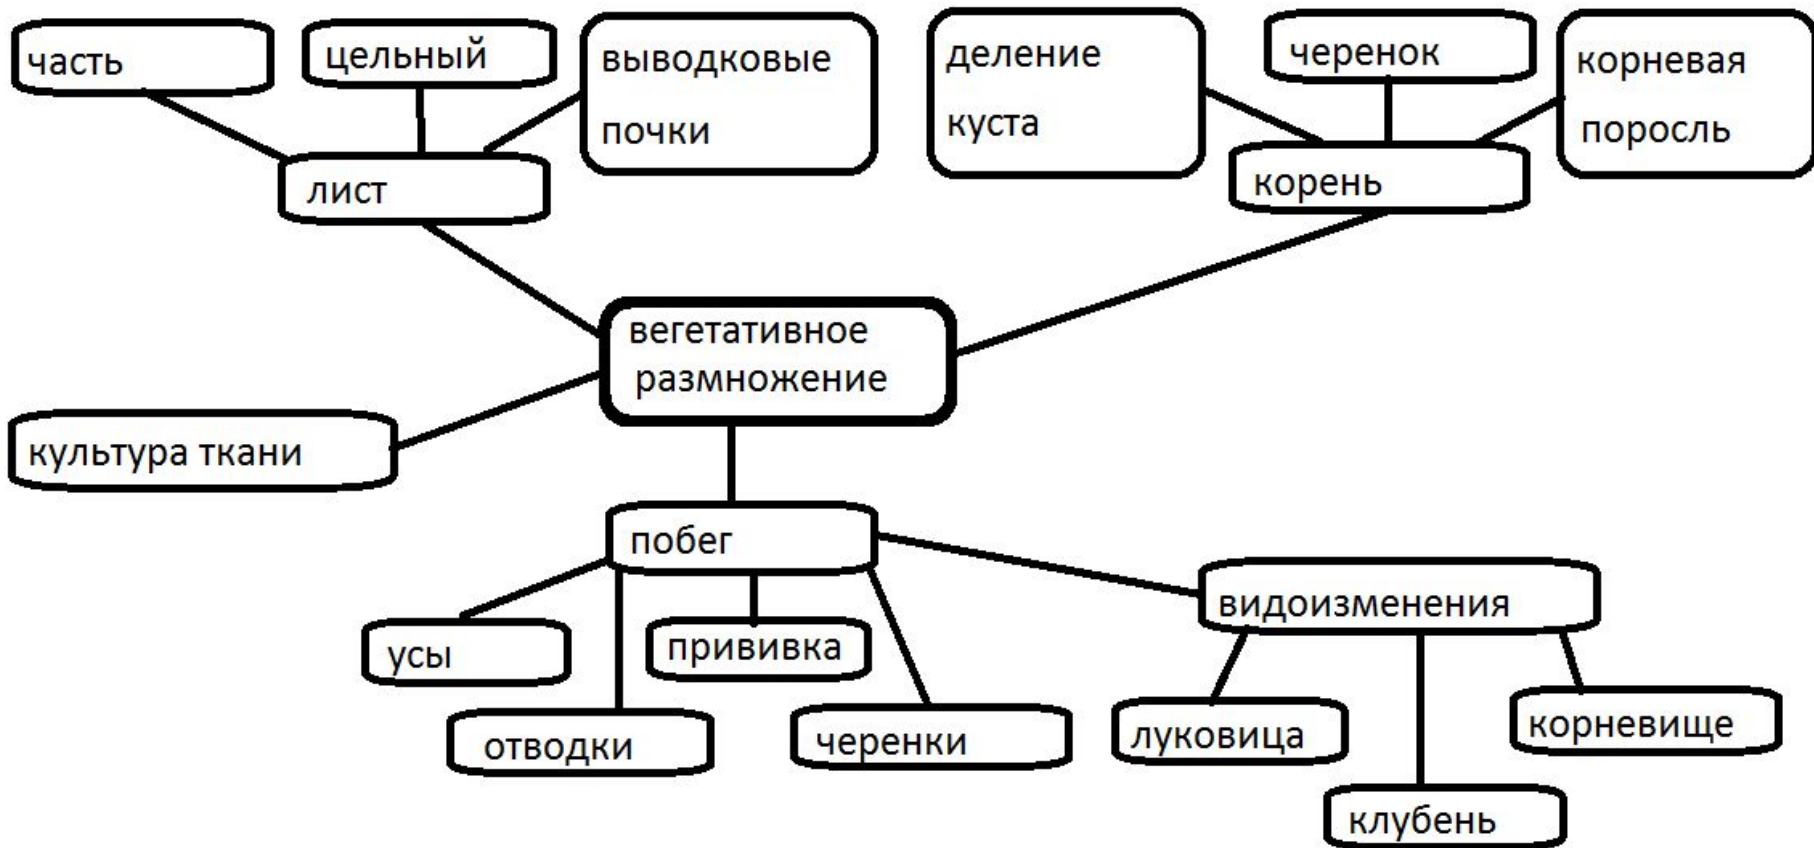 часть
цельный
выводковые
почки
деление
куста
черенок
корневая
поросль
лист
корень
вегетативное
размножение
культура ткани
побег
видоизменения
усы
прививка
отводки
черенки
луковица
корневище
клубень